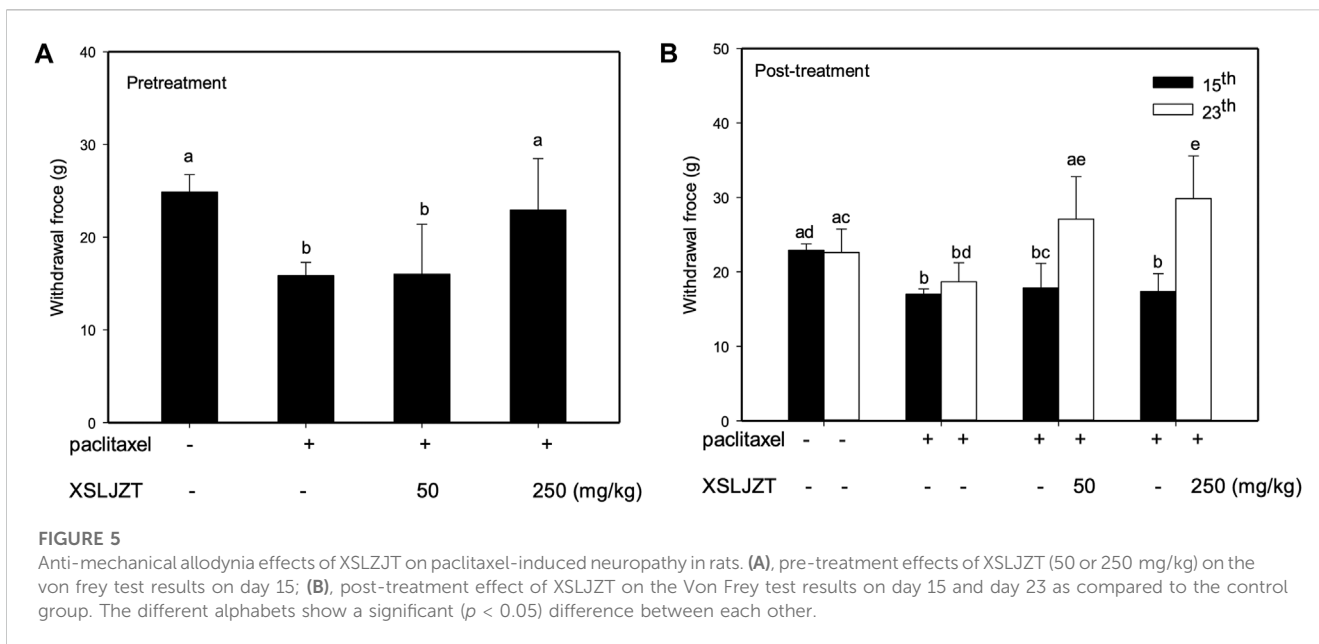 A
Pretreatment
Withdrawal froce (g)
40
30
20
10
0
a
b
b
a
paclitaxel - + + +
XSLJZT - - 50 250 (mg/kg)
B
Post-treatment
15th
23th
Withdrawal froce (g)
50
40
30
20
10
0
ad ac b bd bc ae b e
paclitaxel - - + + + + + +
XSLJZT - - - - - 50 - 250 (mg/kg)
FIGURE 5
Anti-mechanical allodynia effects of XSLZJT on paclitaxel-induced neuropathy in rats. (A), pre-treatment effects of XSLJZT (50 or 250 mg/kg) on the
von frey test results on day 15; (B), post-treatment effect of XSLJZT on the Von Frey test results on day 15 and day 23 as compared to the control
group. The different alphabets show a significant (p < 0.05) difference between each other.